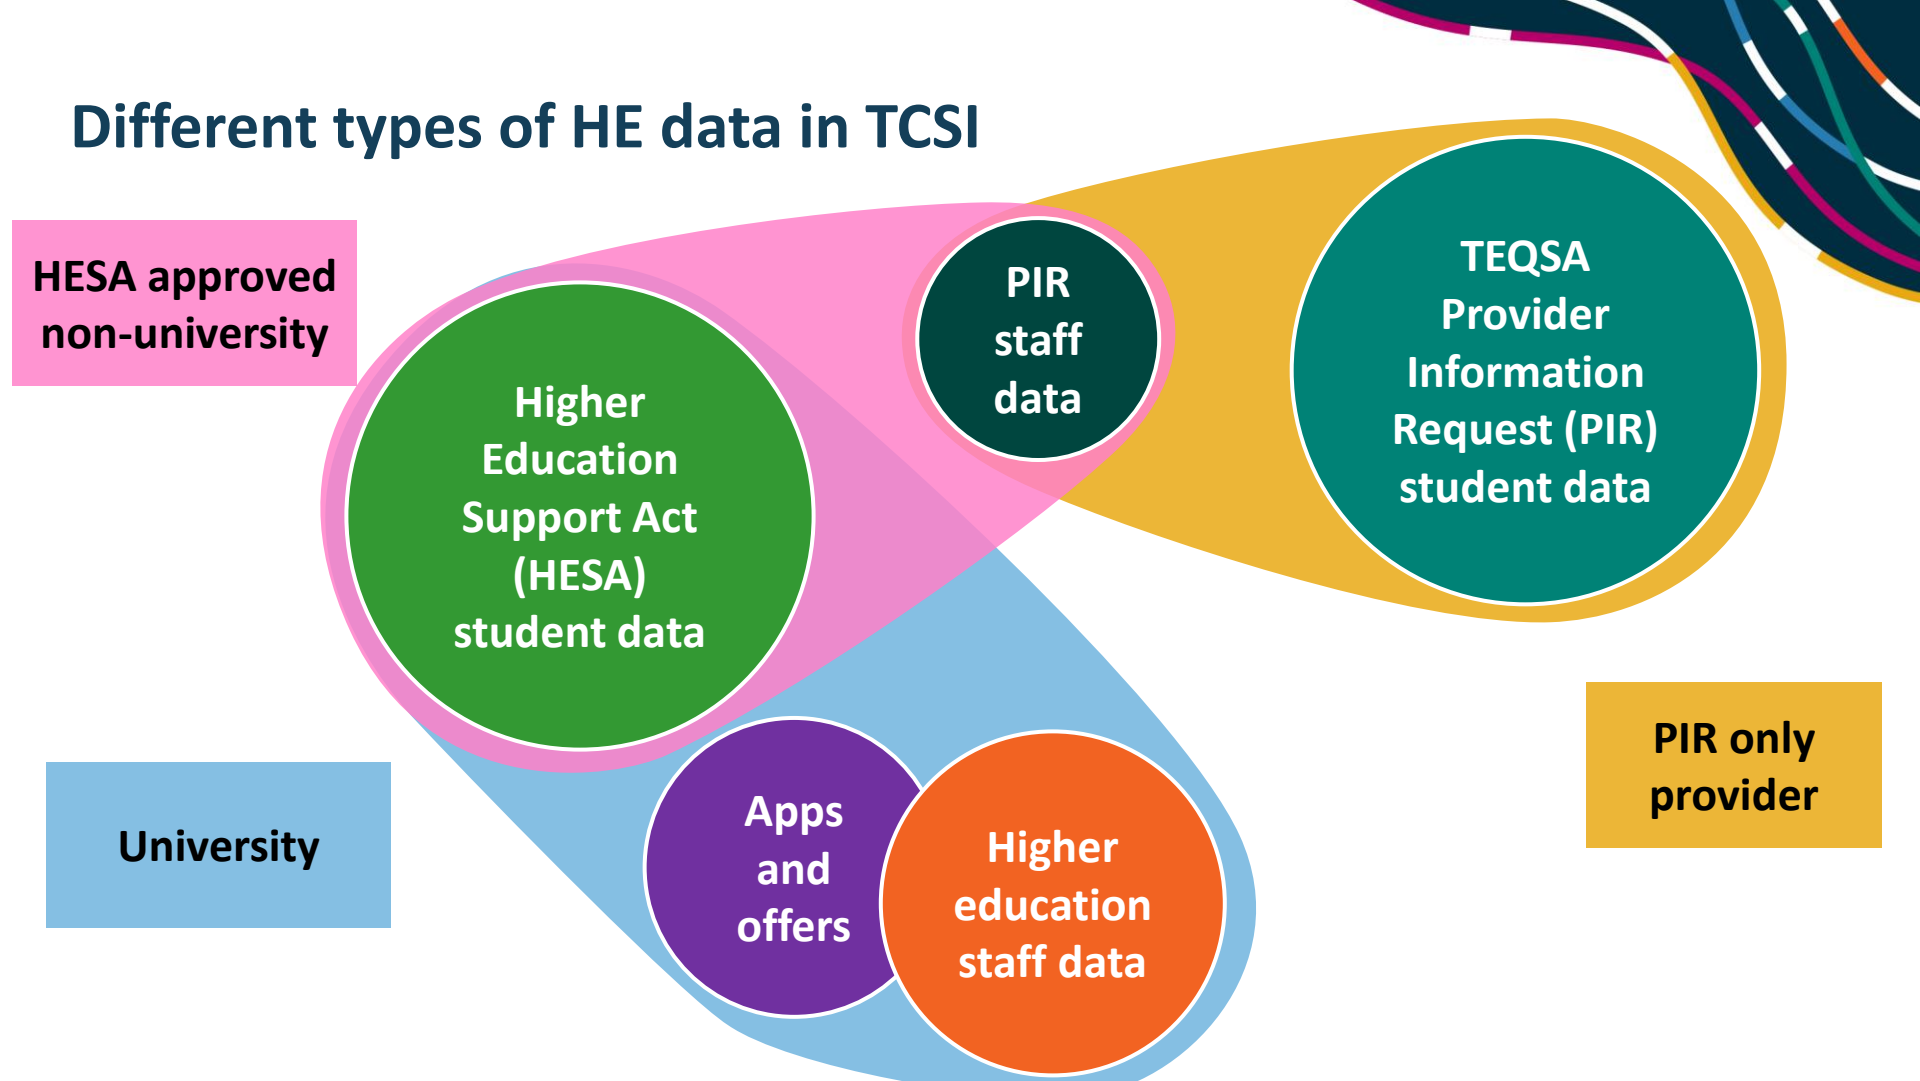 Different types of HE data in TCSI
HESA approved
non-university
Higher
Education
Support Act
(HESA)
student data
PIR
staff
data
TEQSA
Provider
Information
Request (PIR)
student data
University
Apps
and
offers
Higher
education
staff data
PIR only
provider